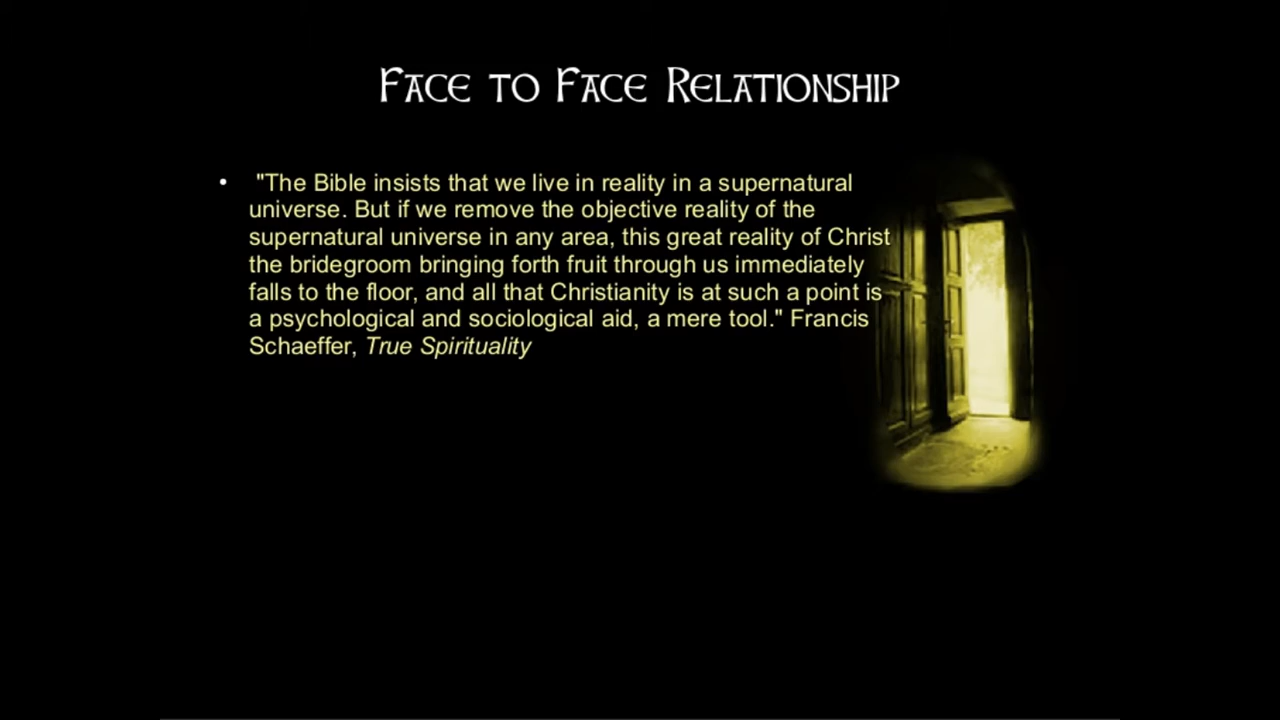 Face to Face Relationship
• "The Bible insists that we live in reality in a supernatural
universe. But if we remove the objective reality of the
supernatural universe in any area, this great reality of Christ
the bridegroom bringing forth fruit through us immediately
falls to the floor, and all that Christianity is at such a point is
a psychological and sociological aid, a mere tool." Francis
Schaeffer, True Spirituality